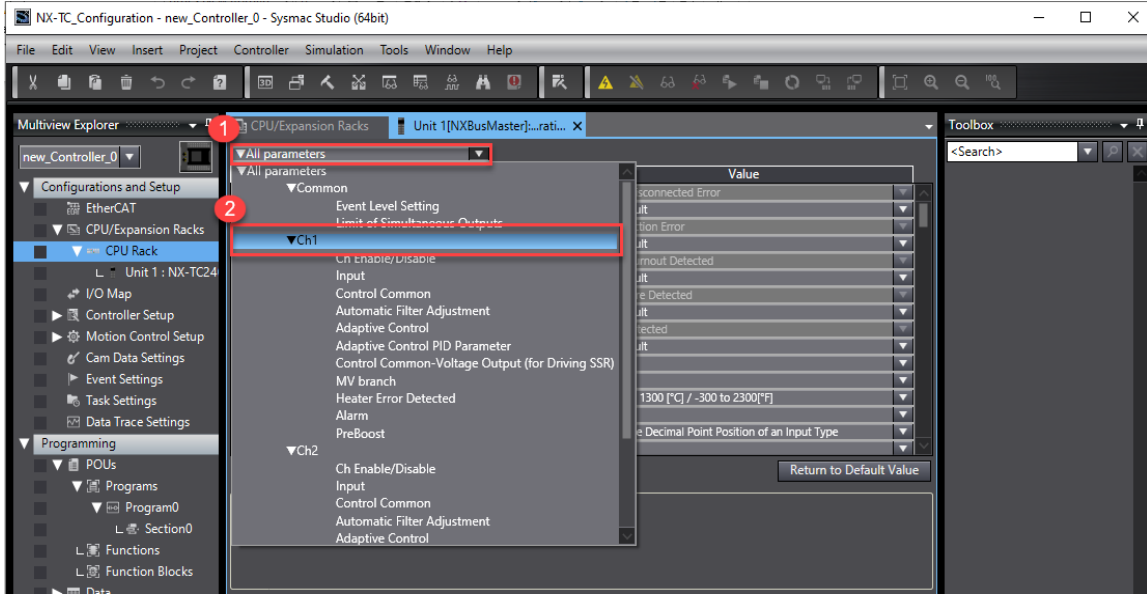 NX-TC_Configuration - new_Controller_0 - Sysmac Studio (64bit)
File Edit View Insert Project Controller Simulation Tools Window Help
Multiview Explorer
new_Controller_0
Configurations and Setup
EtherCAT
CPU/Expansion Racks
CPU Rack
Unit 1 : NX-TC24
I/O Map
Controller Setup
Motion Control Setup
Cam Data Settings
Event Settings
Task Settings
Data Trace Settings
Programming
POUs
Programs
Program0
Section0
Functions
Function Blocks
Data
1
CPU/Expansion Racks
Unit 1[NXBusMaster]:...rati... X
▼All parameters
▼All parameters
▼Common
Event Level Setting
Limit of Simultaneous Outputs
2
▼Ch1
Ch Enable/Disable
Input
Control Common
Automatic Filter Adjustment
Adaptive Control
Adaptive Control PID Parameter
Control Common-Voltage Output (for Driving SSR)
MV branch
Heater Error Detected
Alarm
PreBoost
▼Ch2
Ch Enable/Disable
Input
Control Common
Automatic Filter Adjustment
Adaptive Control
Value
sconnected Error
ult
tion Error
ult
urnout Detected
ult
re Detected
ult
tected
ult
1300 [°C] / -300 to 2300[°F]
e Decimal Point Position of an Input Type
Return to Default Value
Toolbox
<Search>